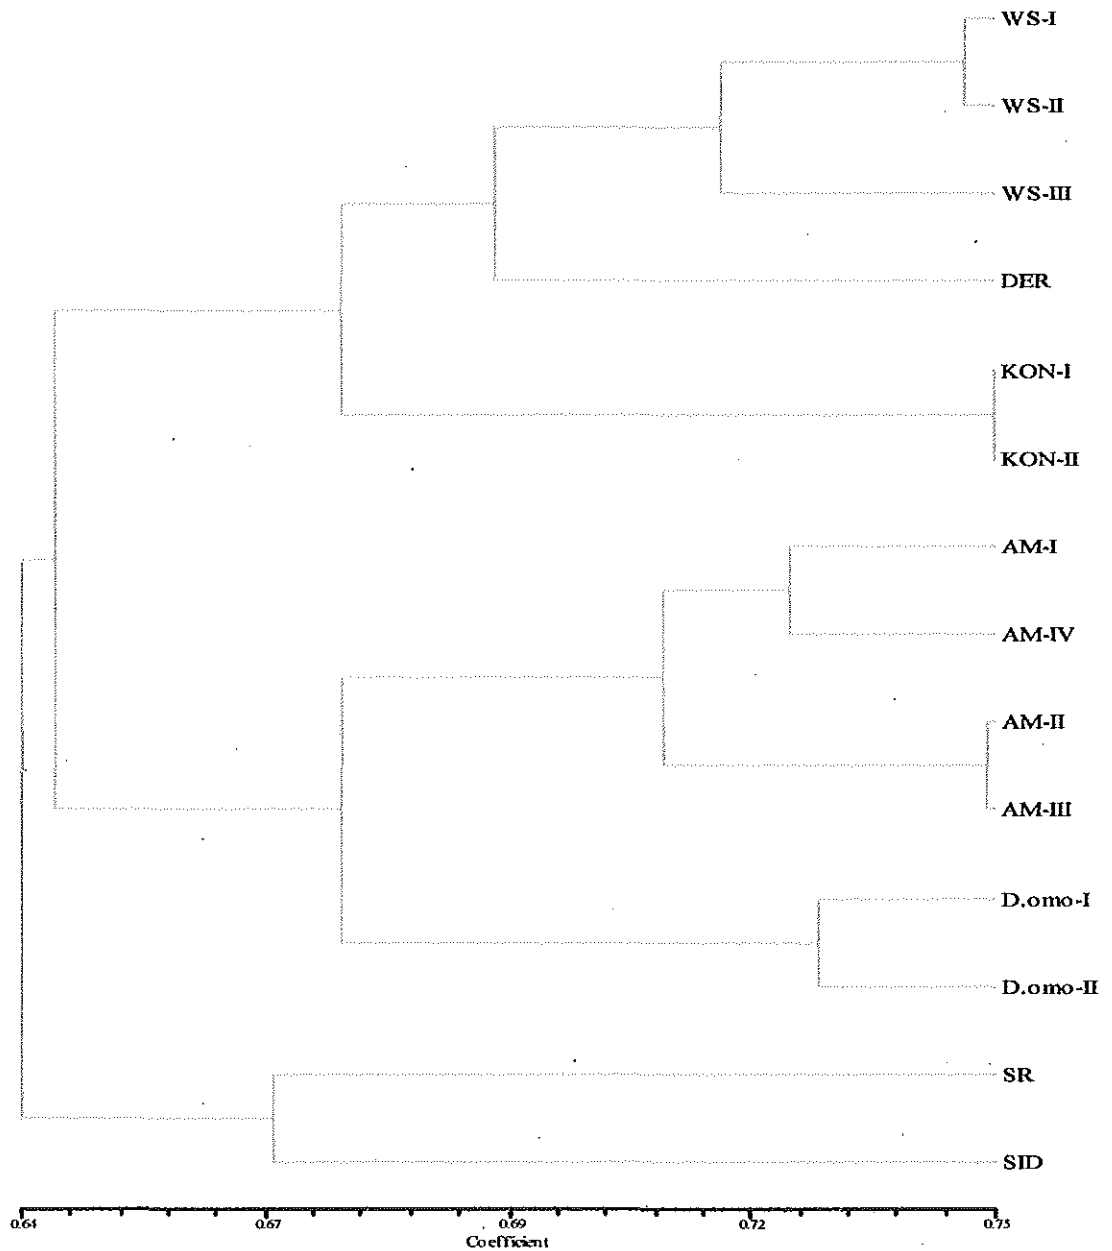 WS-I
WS-II
WS-III
DER
KON-I
KON-II
AM-I
AM-IV
AM-II
AM-III
D.omo-I
D.omo-II
SR
SID
0.64 0.67 0.69 0.72 0.75
Coefficient